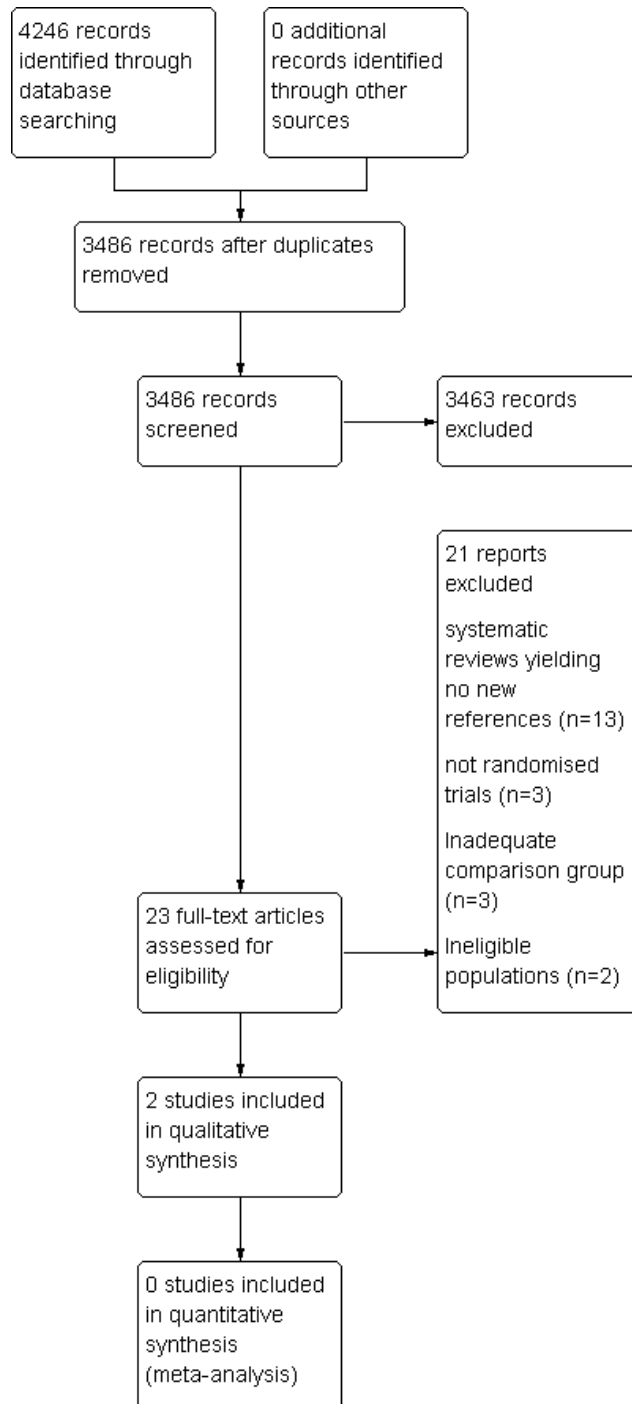 4246 records
identified through
database
searching
0 additional
records identified
through other
sources
3486 records after duplicates
removed
3486 records
screened
3463 records
excluded
21 reports
excluded
systematic
reviews yielding
no new
references (n=13)
not randomised
trials (n=3)
Inadequate
comparison group
(n=3)
Ineligible
populations (n=2)
23 full-text articles
assessed for
eligibility
2 studies included
in qualitative
synthesis
0 studies included
in quantitative
synthesis
(meta-analysis)